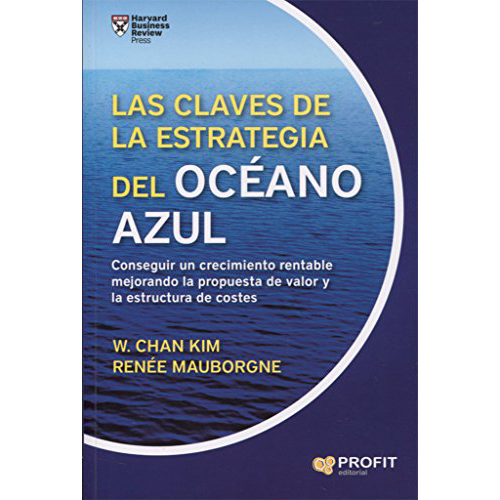 Harvard
Business
Review
Press
LAS CLAVES DE
LA ESTRATEGIA
DEL OCÉANO
AZUL
Conseguir un crecimiento rentable
mejorando la propuesta de valor y
la estructura de costes
W. CHAN KIM
RENÉE MAUBORGNE
PROFIT
editorial